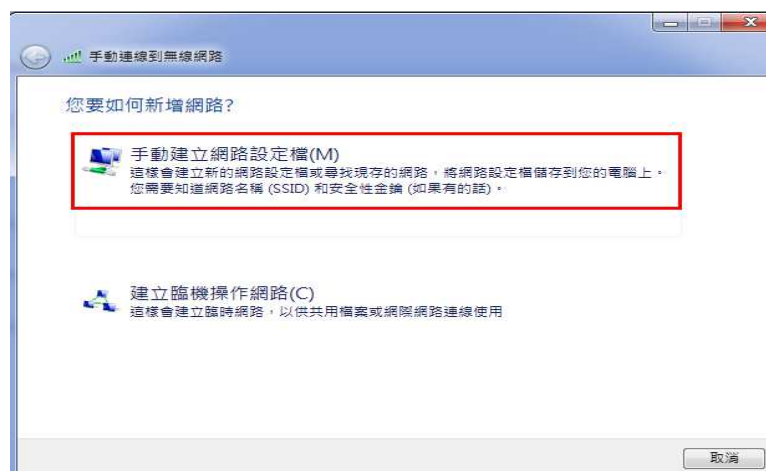 手動連線到無線網路
您要如何新增網路?
手動建立網路設定檔(M)
這樣會建立新的網路設定檔或尋找現存的網路，將網路設定檔儲存到您的電腦上。
您需要知道網路名稱 (SSID) 和安全性金鑰 (如果有的話)。
建立臨機操作網路(C)
這樣會建立臨時網路，以供共用檔案或網際網路連線使用
取消